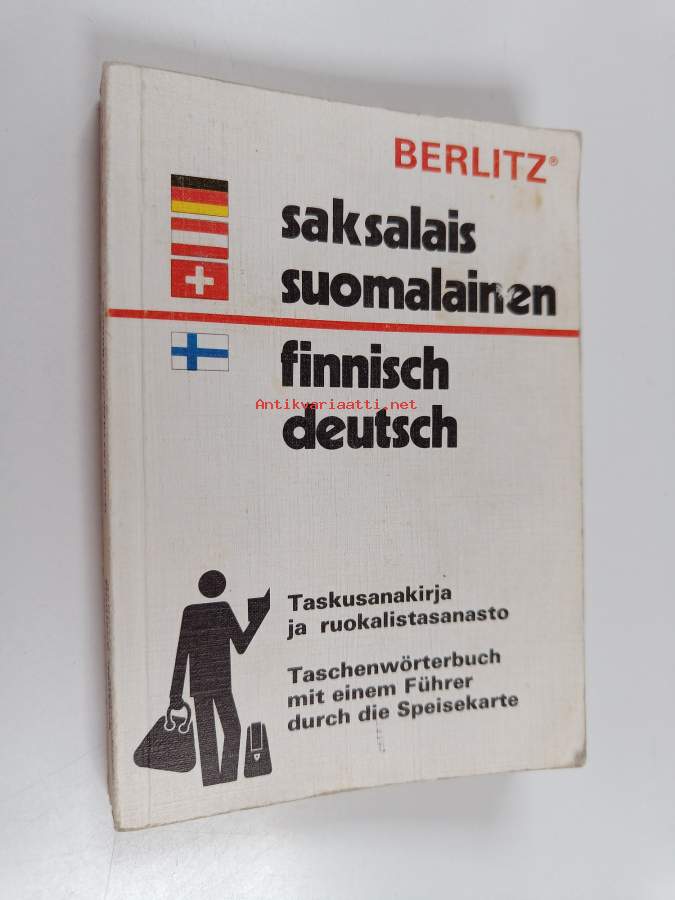 BERLITZ®
saksalais
suomalainen
finnisch
Antikvariaatti.net
deutsch
Taskusanakirja
ja ruokalistasanasto
Taschenwörterbuch
mit einem Führer
durch die Speisekarte